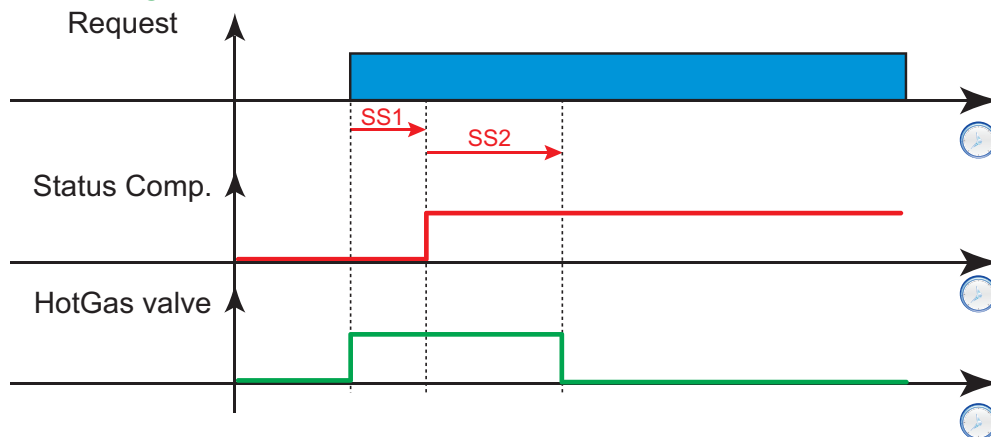 Request
SS1
SS2
Status Comp.
HotGas valve